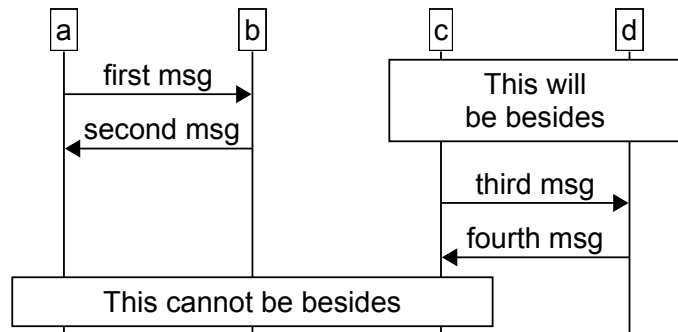 a b c d
first msg
This will
be besides
second msg
third msg
fourth msg
This cannot be besides